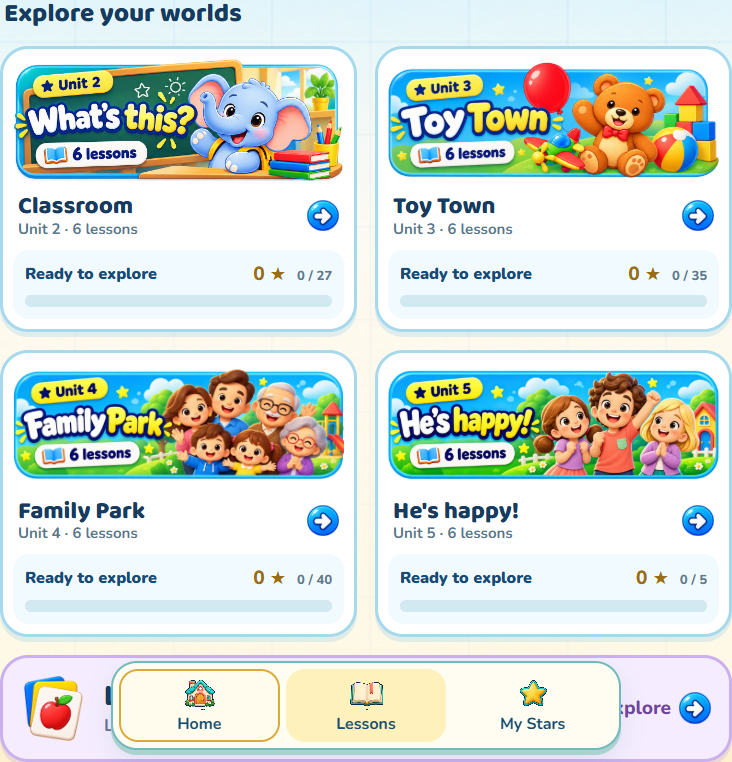 Explore your worlds
Unit 2
What's this?
6 lessons
Classroom
Unit 2 · 6 lessons
Ready to explore
0 ★ 0 / 27
Unit 3
Toy Town
6 lessons
Toy Town
Unit 3 · 6 lessons
Ready to explore
0 ★ 0 / 35
Unit 4
Family Park
6 lessons
Family Park
Unit 4 · 6 lessons
Ready to explore
0 ★ 0 / 40
Unit 5
He's happy!
6 lessons
He's happy!
Unit 5 · 6 lessons
Ready to explore
0 ★ 0 / 5
Home
Lessons
My Stars